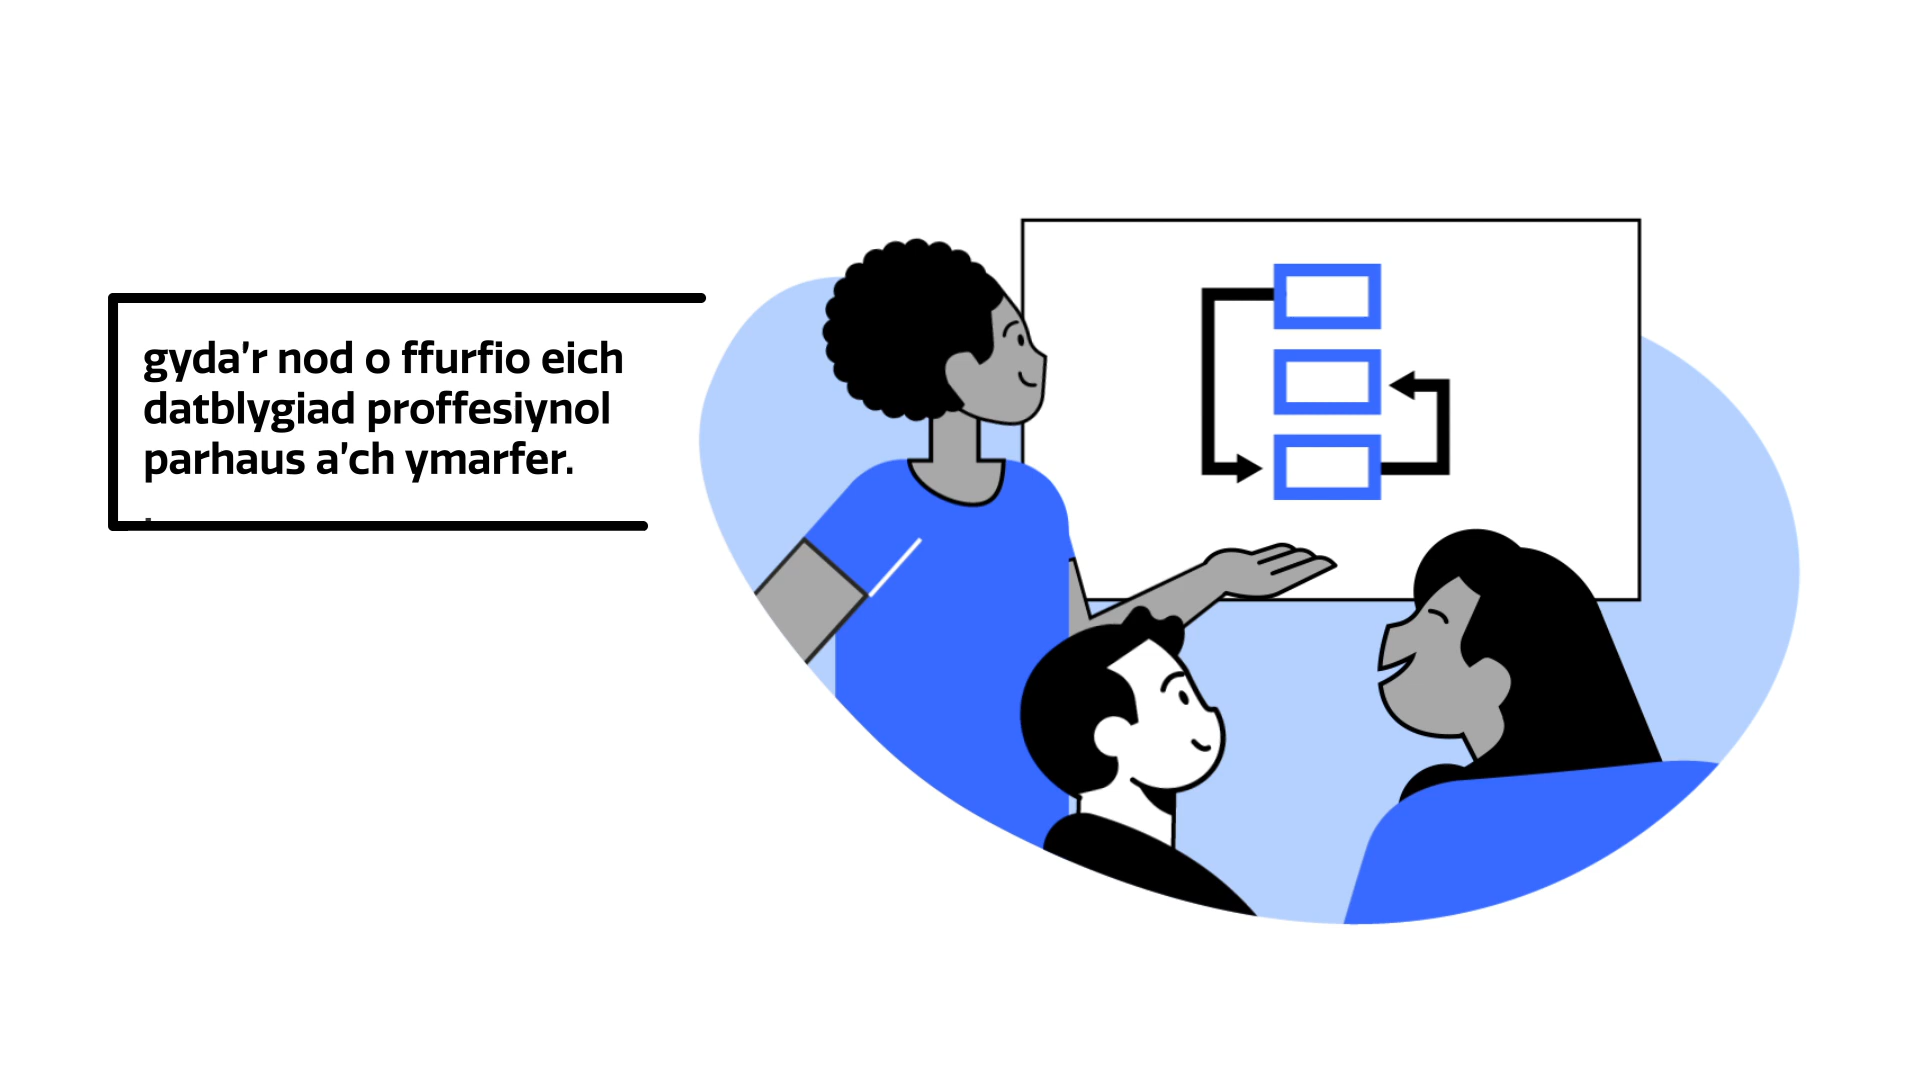 gyda'r nod o ffurfio eich
datblygiad proffesiynol
parhaus a'ch ymarfer.